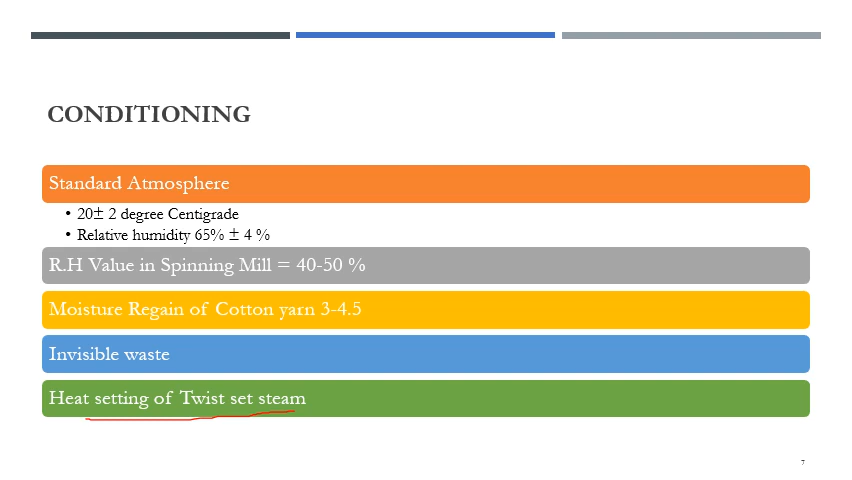 CONDITIONING
Standard Atmosphere
• 20± 2 degree Centigrade
• Relative humidity 65% ± 4 %
R.H Value in Spinning Mill = 40-50 %
Moisture Regain of Cotton yarn 3-4.5
Invisible waste
Heat setting of Twist set steam
7